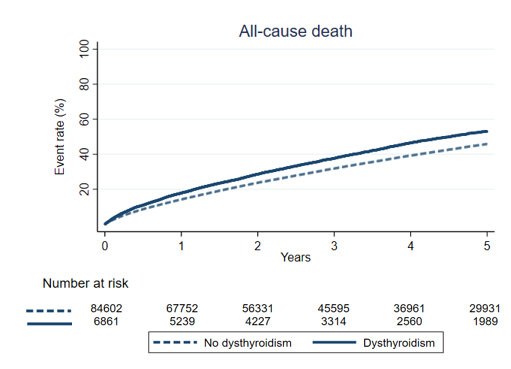 All-cause death
Event rate (%)
100
80
60
40
20
0 1 2 3 4 5
Years
Number at risk
84602 67752 56331 45595 36961 29931
6861 5239 4227 3314 2560 1989
No dysthyroidism Dysthyroidism